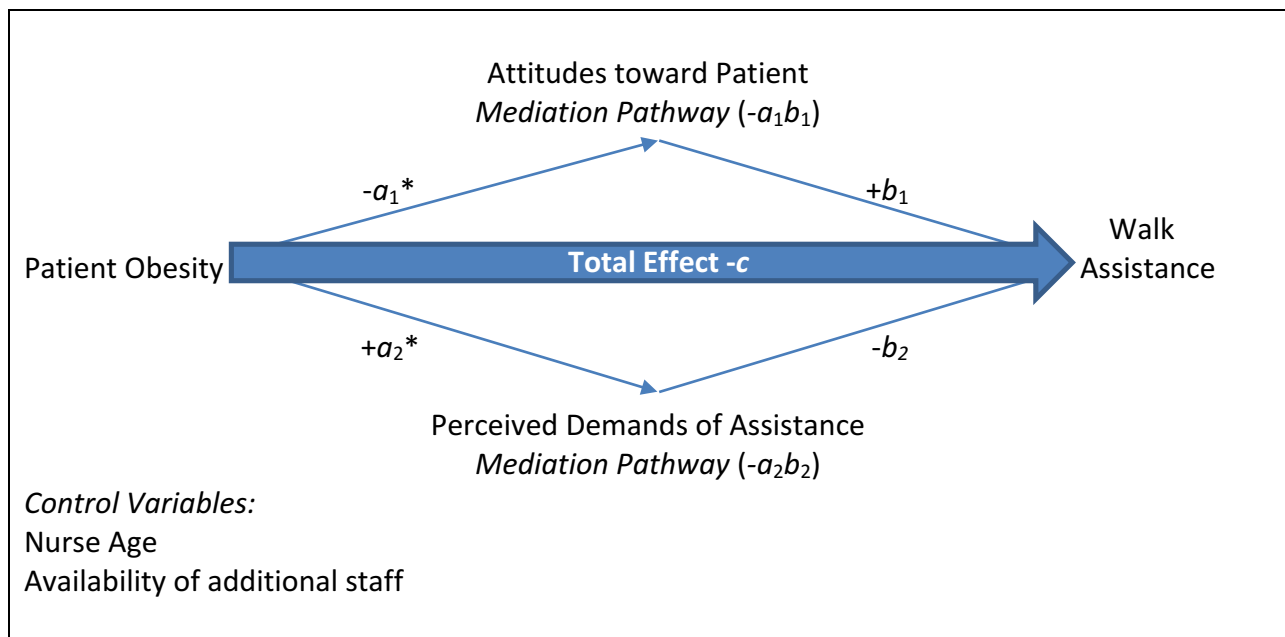 Attitudes toward Patient
Mediation Pathway (-a₁b₁)
-a₁*
+b₁
Patient Obesity
Total Effect -c
Walk
Assistance
+a₂*
-b₂
Perceived Demands of Assistance
Mediation Pathway (-a₂b₂)
Control Variables:
Nurse Age
Availability of additional staff